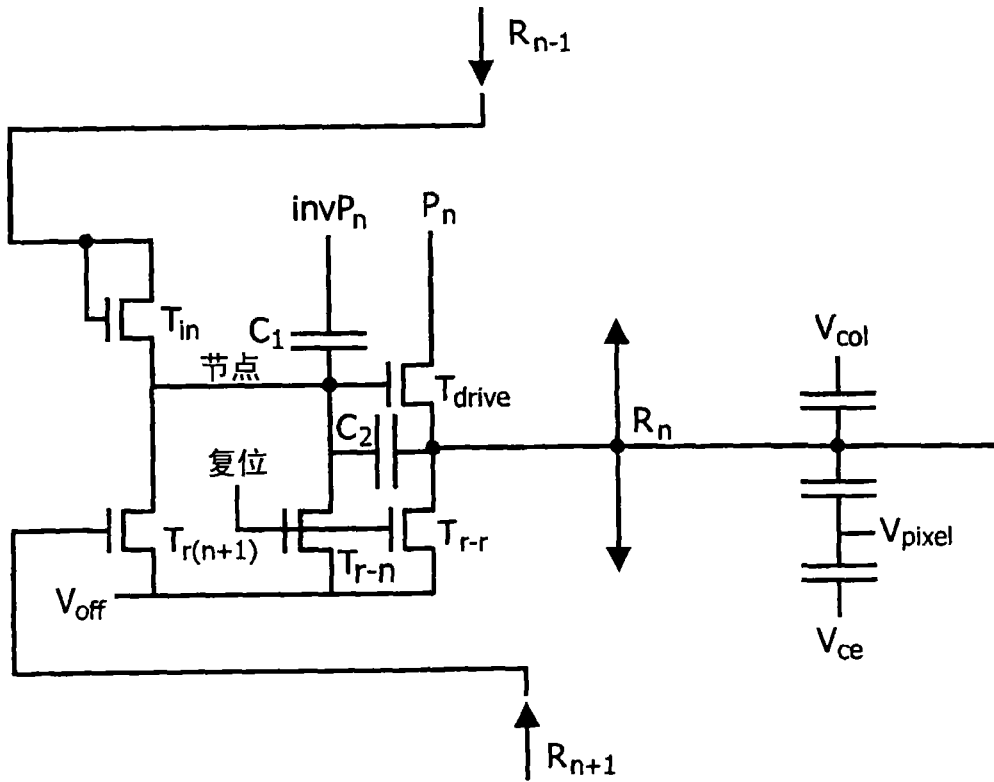 Rn-1
invPn
Pn
Tin
C1
节点
Tdrive
Vcol
C2
Rn
复位
Tr(n+1)
Tr-n
Tr-r
Vpixel
Voff
Vce
Rn+1